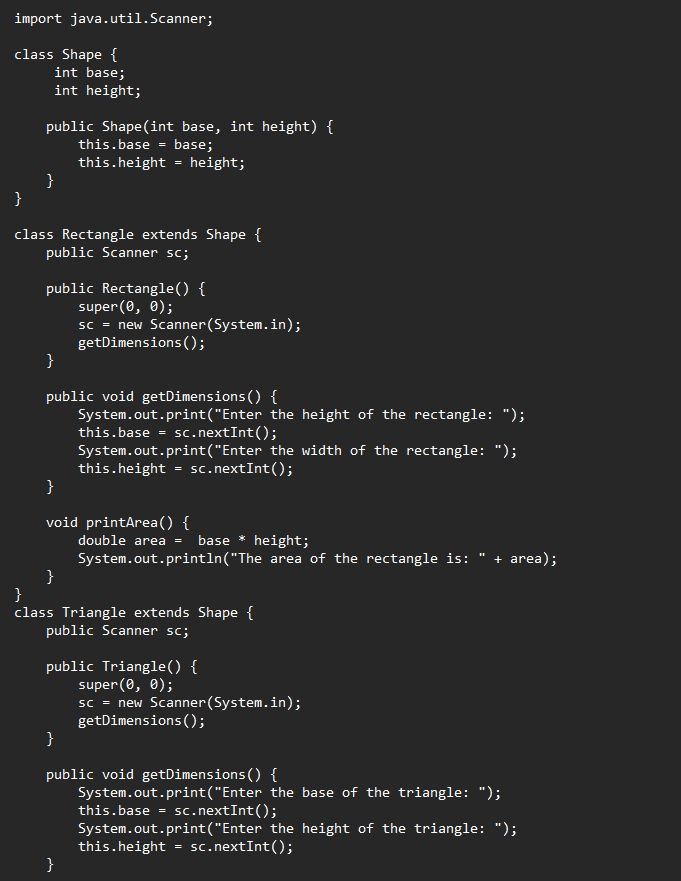 import java.util.Scanner;

class Shape {
     int base;
     int height;

    public Shape(int base, int height) {
        this.base = base;
        this.height = height;
    }
}

class Rectangle extends Shape {
    public Scanner sc;

    public Rectangle() {
        super(0, 0);
        sc = new Scanner(System.in);
        getDimensions();
    }

    public void getDimensions() {
        System.out.print("Enter the height of the rectangle: ");
        this.base = sc.nextInt();
        System.out.print("Enter the width of the rectangle: ");
        this.height = sc.nextInt();
    }

    void printArea() {
        double area =  base * height;
        System.out.println("The area of the rectangle is: " + area);
    }
}
class Triangle extends Shape {
    public Scanner sc;

    public Triangle() {
        super(0, 0);
        sc = new Scanner(System.in);
        getDimensions();
    }

    public void getDimensions() {
        System.out.print("Enter the base of the triangle: ");
        this.base = sc.nextInt();
        System.out.print("Enter the height of the triangle: ");
        this.height = sc.nextInt();
    }